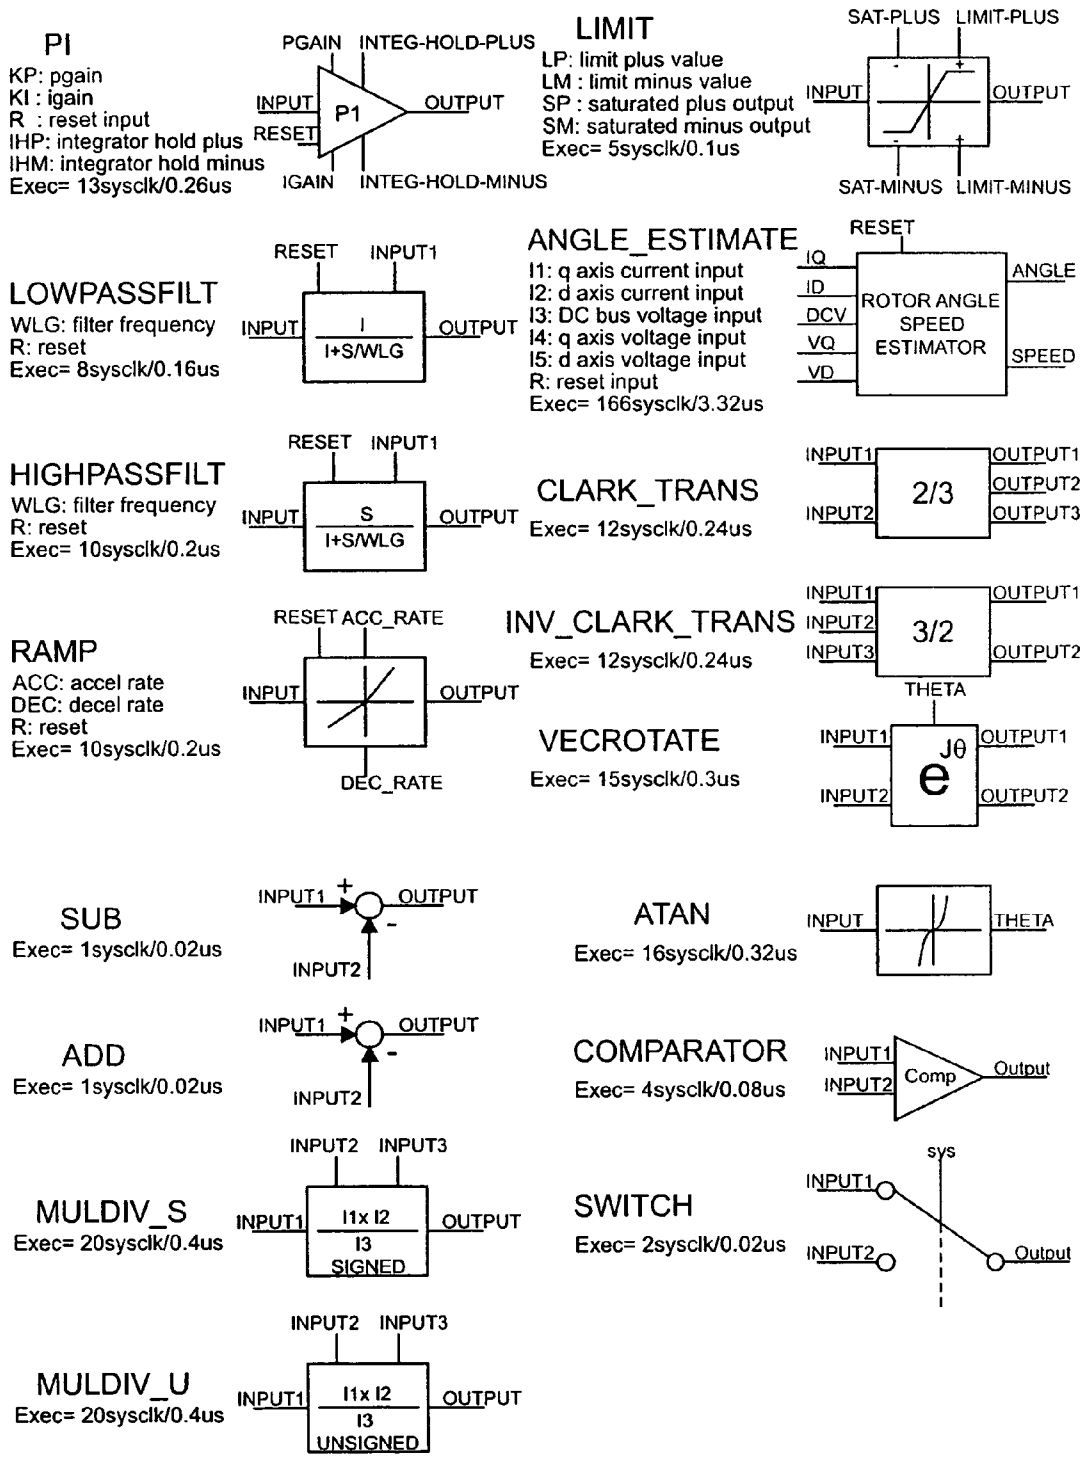 PI
KP: pgain
KI : igain
R : reset input
IHP: integrator hold plus
IHM: integrator hold minus
Exec= 13sysclk/0.26us
PGAIN
INTEG-HOLD-PLUS
INPUT
RESET
P1
OUTPUT
IGAIN
INTEG-HOLD-MINUS
LIMIT
LP: limit plus value
LM : limit minus value
SP : saturated plus output
SM: saturated minus output
Exec= 5sysclk/0.1us
SAT-PLUS
LIMIT-PLUS
INPUT
- +
OUTPUT
- +
SAT-MINUS
LIMIT-MINUS
LOWPASSFILT
WLG: filter frequency
R: reset
Exec= 8sysclk/0.16us
RESET
INPUT1
INPUT
I
I+S/WLG
OUTPUT
ANGLE_ESTIMATE
I1: q axis current input
I2: d axis current input
I3: DC bus voltage input
I4: q axis voltage input
I5: d axis voltage input
R: reset input
Exec= 166sysclk/3.32us
RESET
IQ
ID
DCV
VQ
VD
ROTOR ANGLE
SPEED
ESTIMATOR
ANGLE
SPEED
HIGHPASSFILT
WLG: filter frequency
R: reset
Exec= 10sysclk/0.2us
RESET
INPUT1
INPUT
S
I+S/WLG
OUTPUT
CLARK_TRANS
Exec= 12sysclk/0.24us
INPUT1
INPUT2
2/3
OUTPUT1
OUTPUT2
OUTPUT3
RAMP
ACC: accel rate
DEC: decel rate
R: reset
Exec= 10sysclk/0.2us
RESET
ACC_RATE
INPUT
OUTPUT
DEC_RATE
INV_CLARK_TRANS
Exec= 12sysclk/0.24us
INPUT1
INPUT2
INPUT3
3/2
OUTPUT1
OUTPUT2
VECROTATE
Exec= 15sysclk/0.3us
THETA
INPUT1
INPUT2
eJθ
OUTPUT1
OUTPUT2
SUB
Exec= 1sysclk/0.02us
INPUT1
+
OUTPUT
-
INPUT2
ATAN
Exec= 16sysclk/0.32us
INPUT
THETA
ADD
Exec= 1sysclk/0.02us
INPUT1
+
OUTPUT
-
INPUT2
COMPARATOR
Exec= 4sysclk/0.08us
INPUT1
INPUT2
Comp
Output
MULDIV_S
Exec= 20sysclk/0.4us
INPUT2
INPUT3
INPUT1
I1x I2
I3
SIGNED
OUTPUT
SWITCH
Exec= 2sysclk/0.02us
sys
INPUT1
INPUT2
Output
MULDIV_U
Exec= 20sysclk/0.4us
INPUT2
INPUT3
INPUT1
I1x I2
I3
UNSIGNED
OUTPUT